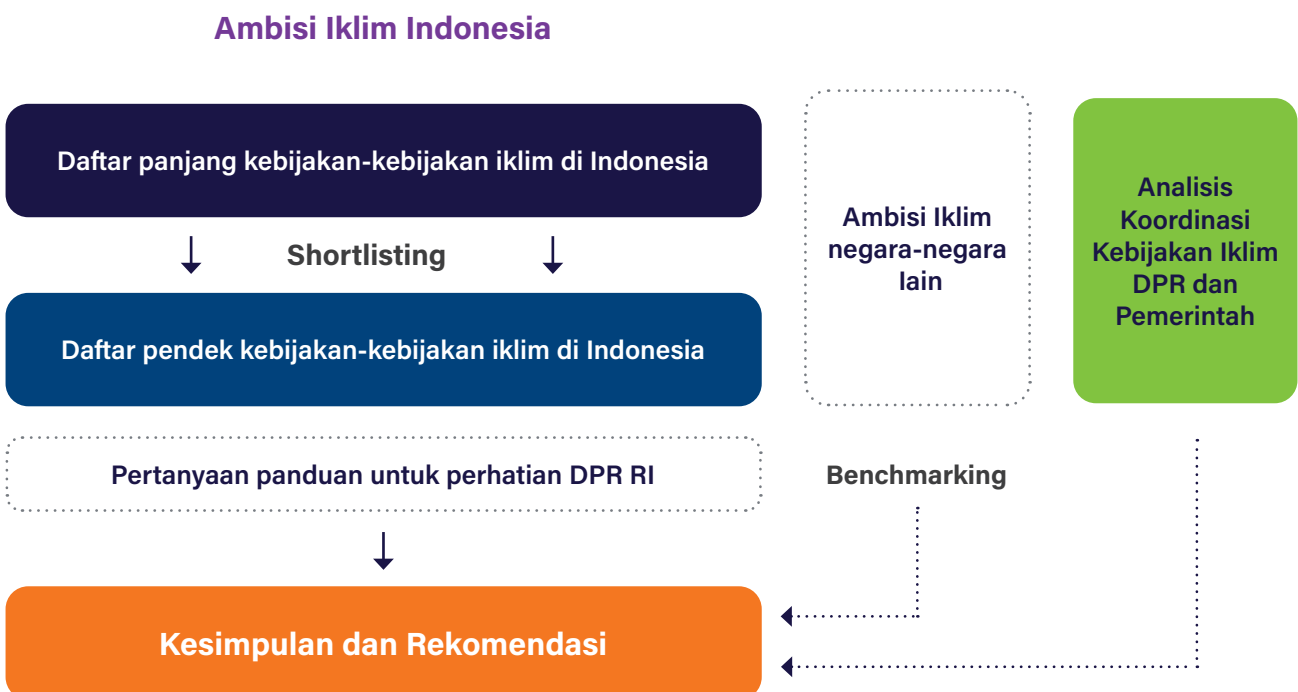 Ambisi Iklim Indonesia
Daftar panjang kebijakan-kebijakan iklim di Indonesia
Shortlisting
Daftar pendek kebijakan-kebijakan iklim di Indonesia
Pertanyaan panduan untuk perhatian DPR RI
Kesimpulan dan Rekomendasi
Ambisi Iklim
negara-negara
lain
Benchmarking
Analisis
Koordinasi
Kebijakan Iklim
DPR dan
Pemerintah